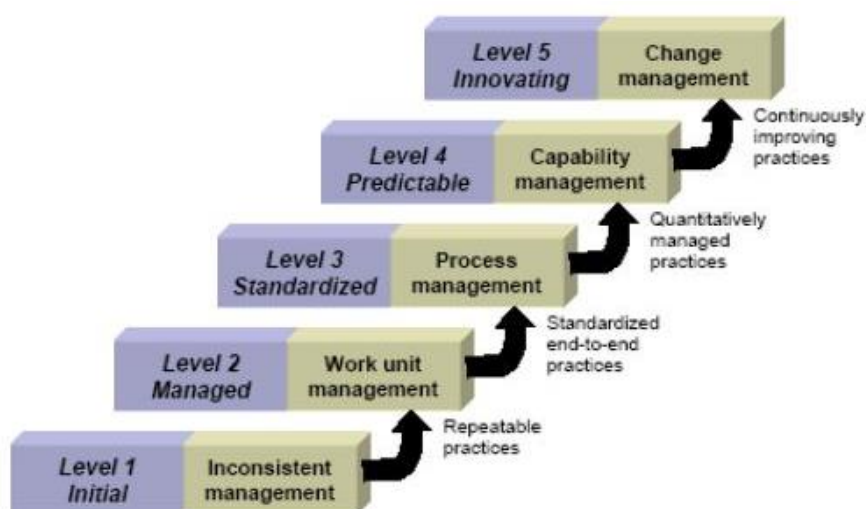 Level 5
Innovating
Change
management
Continuously
improving
practices
Level 4
Predictable
Capability
management
Quantitatively
managed
practices
Level 3
Standardized
Process
management
Standardized
end-to-end
practices
Level 2
Managed
Work unit
management
Repeatable
practices
Level 1
Initial
Inconsistent
management